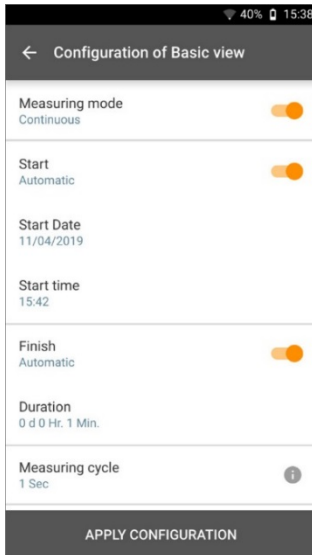 40% 15:38
Configuration of Basic view
Measuring mode
Continuous
Start
Automatic
Start Date
11/04/2019
Start time
15:42
Finish
Automatic
Duration
0 d 0 Hr. 1 Min.
Measuring cycle
1 Sec
APPLY CONFIGURATION